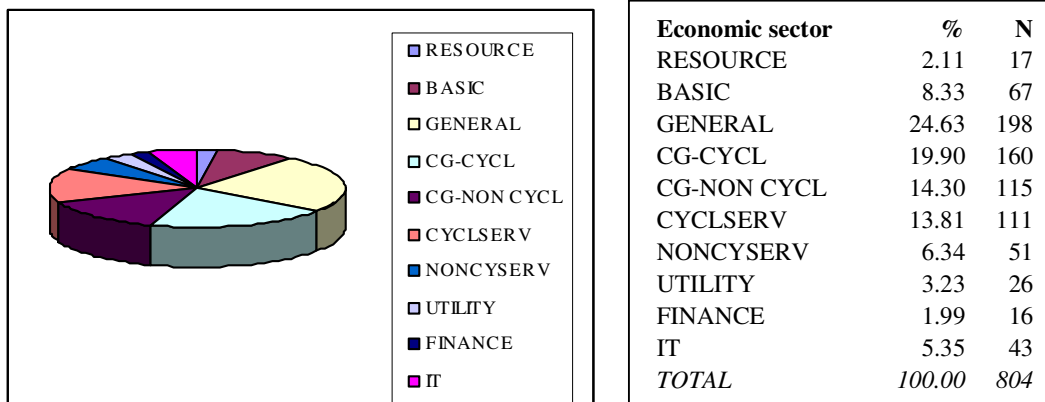 RESOURCE
BASIC
GENERAL
CG-CYCL
CG-NON CYCL
CYCLSERV
NONCYSERV
UTILITY
FINANCE
IT
Economic sector % N
RESOURCE 2.11 17
BASIC 8.33 67
GENERAL 24.63 198
CG-CYCL 19.90 160
CG-NON CYCL 14.30 115
CYCLSERV 13.81 111
NONCYSERV 6.34 51
UTILITY 3.23 26
FINANCE 1.99 16
IT 5.35 43
TOTAL 100.00 804